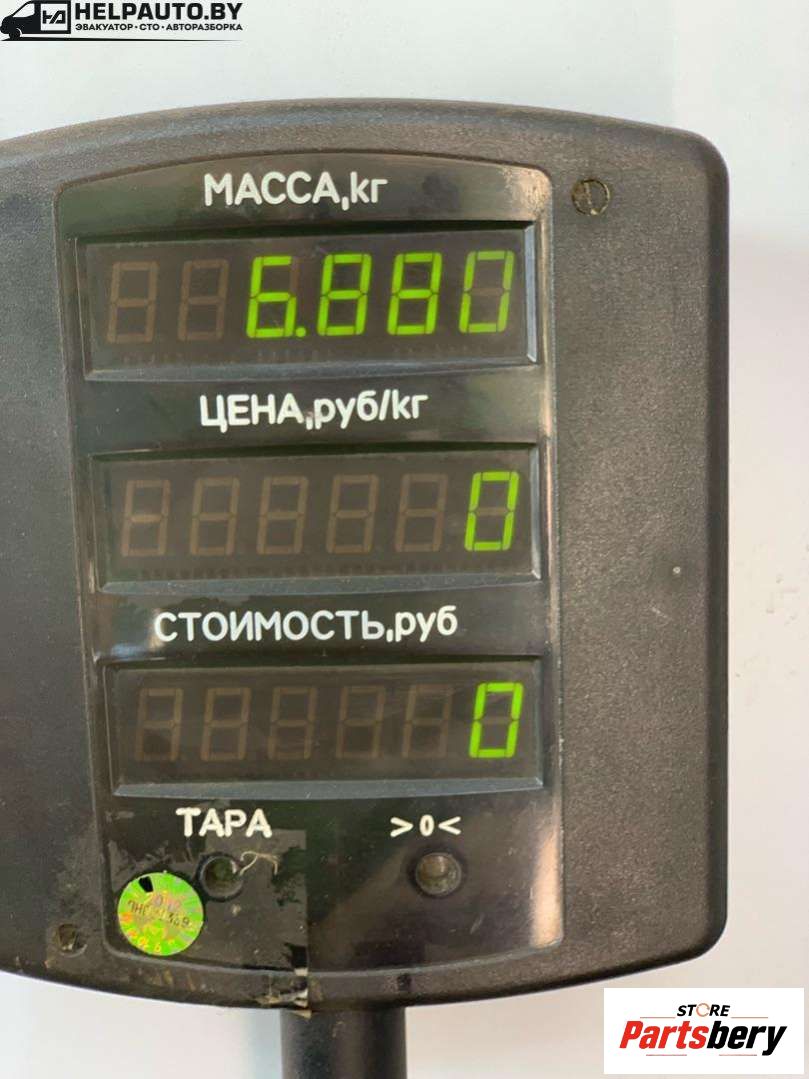 HELPAUTO.BY
ЭВАКУАТОР • СТО • АВТОРАЗБОРКА
МАССА,кг
6.880
ЦЕНА,руб/кг
0
СТОИМОСТЬ,руб
0
ТАРА >0<
STORE
Partsbery